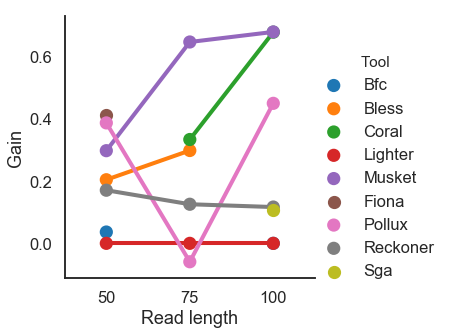 0.6
0.4
0.2
0.0
Gain
50 75 100
Read length
Tool
Bfc
Bless
Coral
Lighter
Musket
Fiona
Pollux
Reckoner
Sga